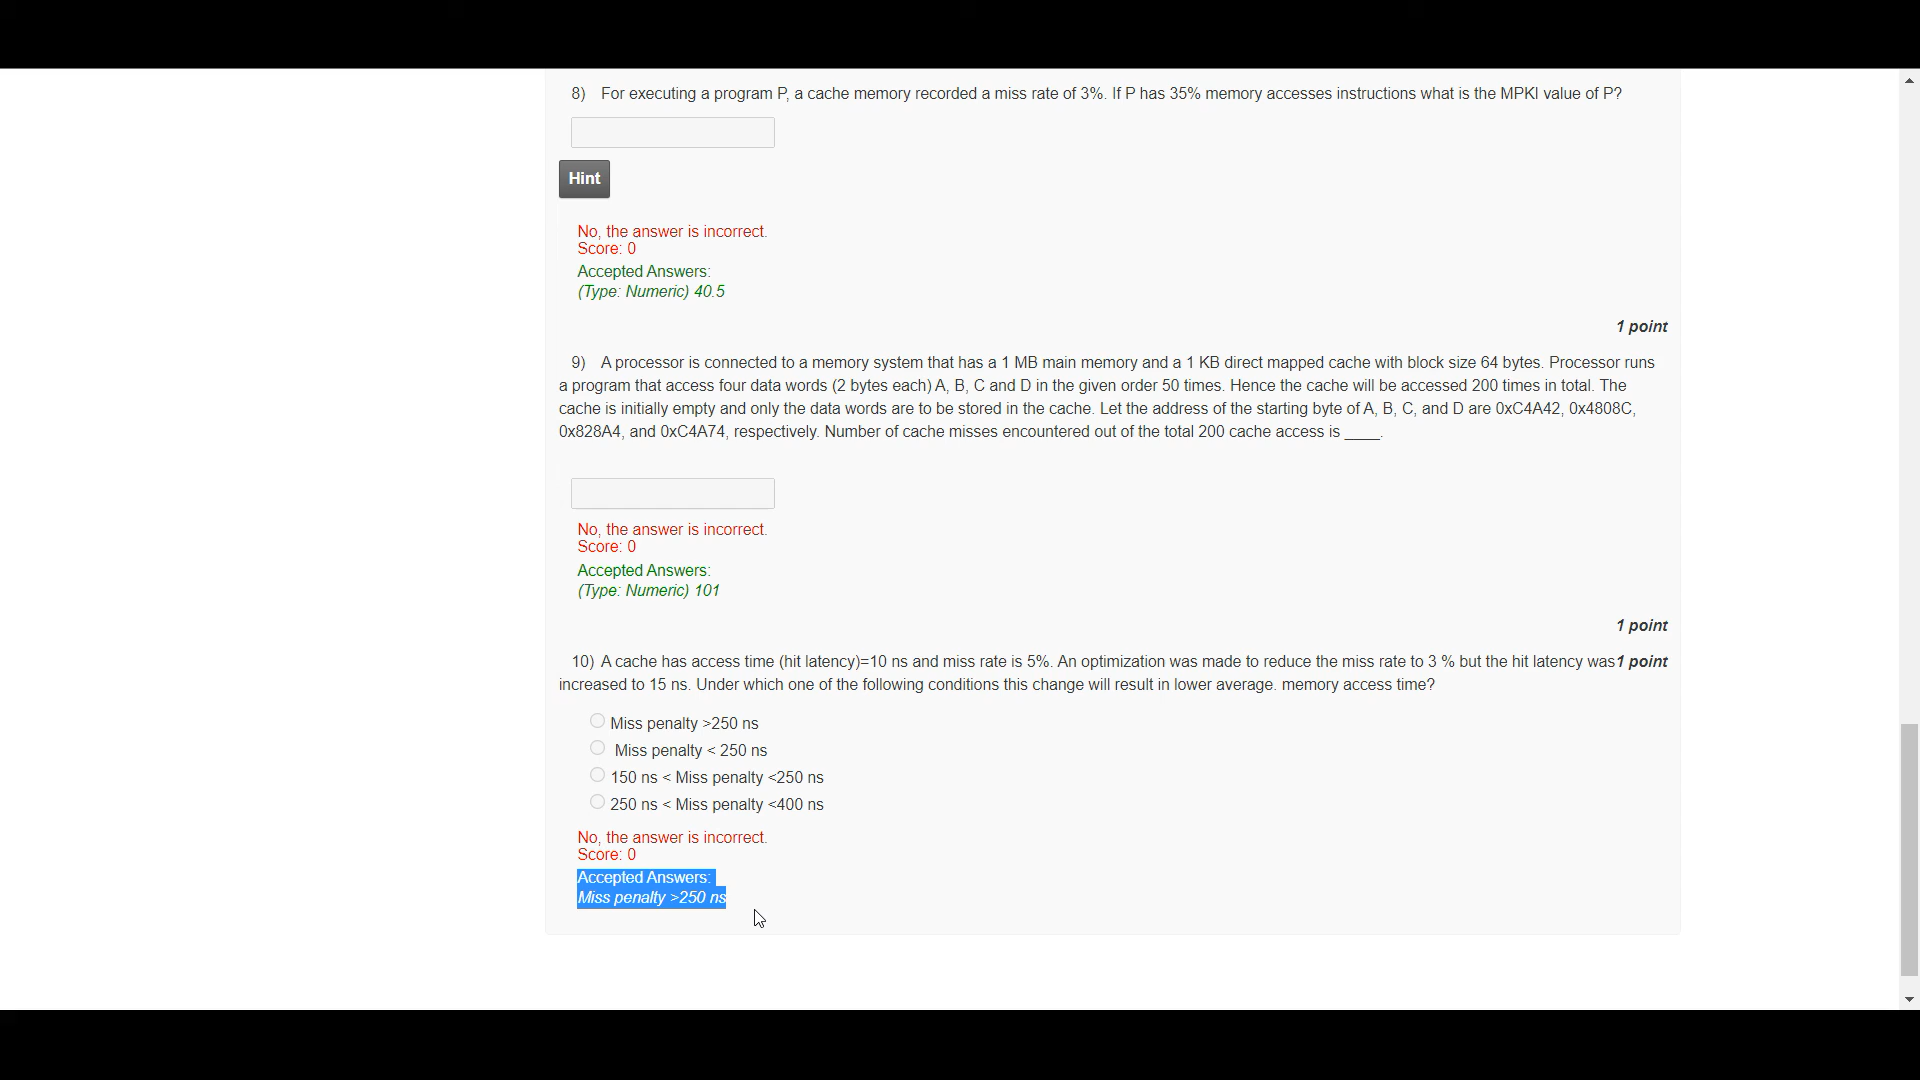 8) For executing a program P, a cache memory recorded a miss rate of 3%. If P has 35% memory accesses instructions what is the MPKI value of P?
Hint
No, the answer is incorrect.
Score: 0
Accepted Answers:
(Type: Numeric) 40.5
1 point
9) A processor is connected to a memory system that has a 1 MB main memory and a 1 KB direct mapped cache with block size 64 bytes. Processor runs
a program that access four data words (2 bytes each) A, B, C and D in the given order 50 times. Hence the cache will be accessed 200 times in total. The
cache is initially empty and only the data words are to be stored in the cache. Let the address of the starting byte of A, B, C, and D are 0xC4A42, 0x4808C,
0x828A4, and 0xC4A74, respectively. Number of cache misses encountered out of the total 200 cache access is ____.
No, the answer is incorrect.
Score: 0
Accepted Answers:
(Type: Numeric) 101
1 point
10) A cache has access time (hit latency)=10 ns and miss rate is 5%. An optimization was made to reduce the miss rate to 3 % but the hit latency was 1 point
increased to 15 ns. Under which one of the following conditions this change will result in lower average. memory access time?
Miss penalty >250 ns
Miss penalty < 250 ns
150 ns < Miss penalty <250 ns
250 ns < Miss penalty <400 ns
No, the answer is incorrect.
Score: 0
Accepted Answers:
Miss penalty >250 ns